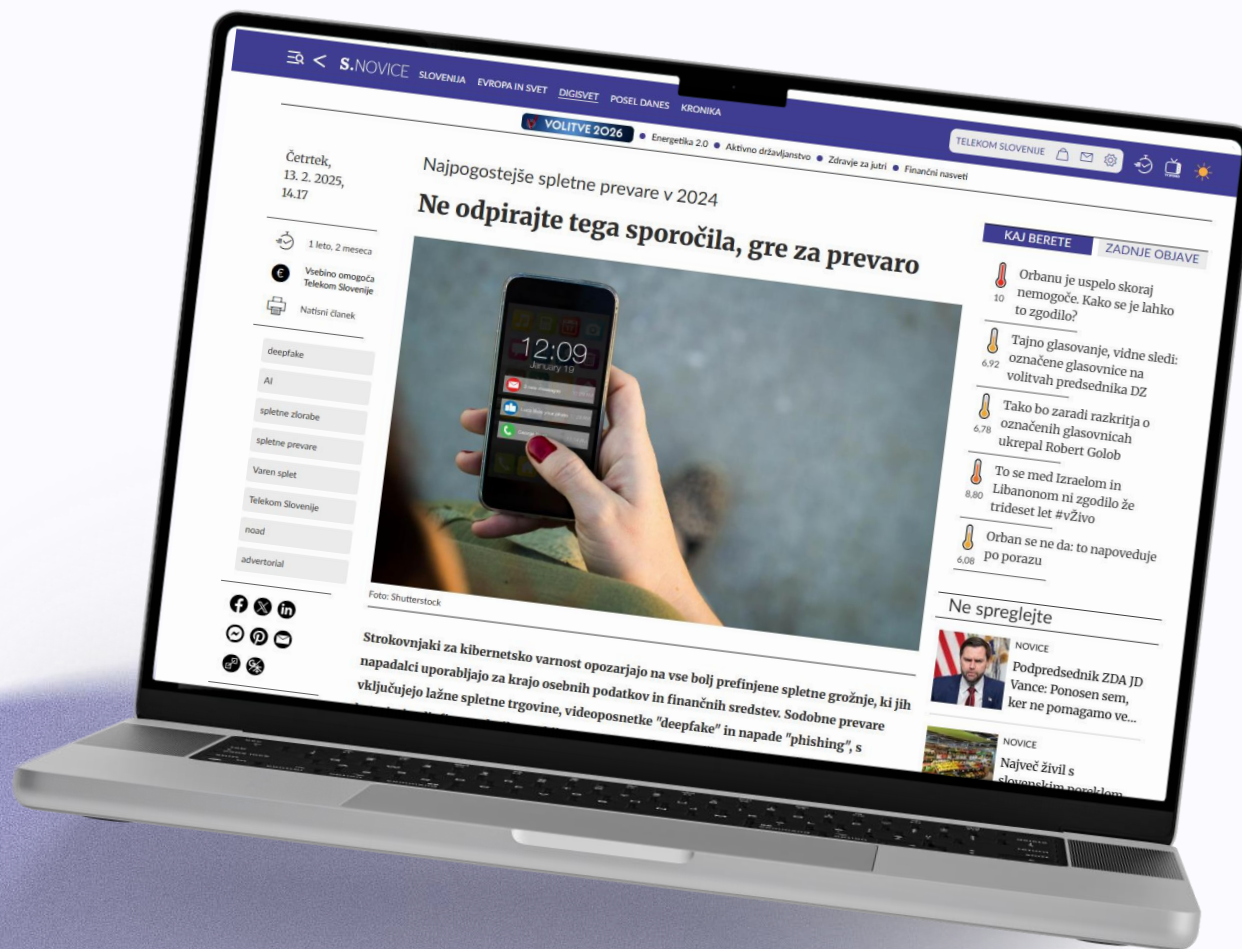 S.NOVICE SLOVENIJA EVROPA IN SVET DIGISVET POSEL DANES KRONIKA
TELEKOM SLOVENIJE
VOLITVE 2026 • Energetika 2.0 • Aktivno državljanstvo • Zdravje za jutri • Finančni nasveti
Četrtek,
13. 2. 2025,
14.17
1 leto, 2 meseca
€ Vsebino omogoča
Telekom Slovenije
Natisni članek
deepfake
AI
spletne zlorabe
spletne prevare
Varen splet
Telekom Slovenije
noad
advertorial
Najpogostejše spletne prevare v 2024
Ne odpirajte tega sporočila, gre za prevaro
12:09
January 19
Foto: Shutterstock
Strokovnjaki za kibernetsko varnost opozarjajo na vse bolj prefinjene spletne grožnje, ki jih
napadalci uporabljajo za krajo osebnih podatkov in finančnih sredstev. Sodobne prevare
vključujejo lažne spletne trgovine, videoposnetke "deepfake" in napade "phishing", s
KAJ BERETE ZADNJE OBJAVE
Orbanu je uspelo skoraj
10 nemogoče. Kako se je lahko
to zgodilo?
Tajno glasovanje, vidne sledi:
6,92 označene glasovnice na
volitvah predsednika DZ
Tako bo zaradi razkritja o
6,78 označenih glasovnicah
ukrepal Robert Golob
To se med Izraelom in
8,80 Libanonom ni zgodilo že
trideset let #vŽivo
Orban se ne da: to napoveduje
6,08 po porazu
Ne spreglejte
NOVICE
Podpredsednik ZDA JD
Vance: Ponosen sem,
ker ne pomagamo ve...
NOVICE
Največ živil s
slovenskim poreklom